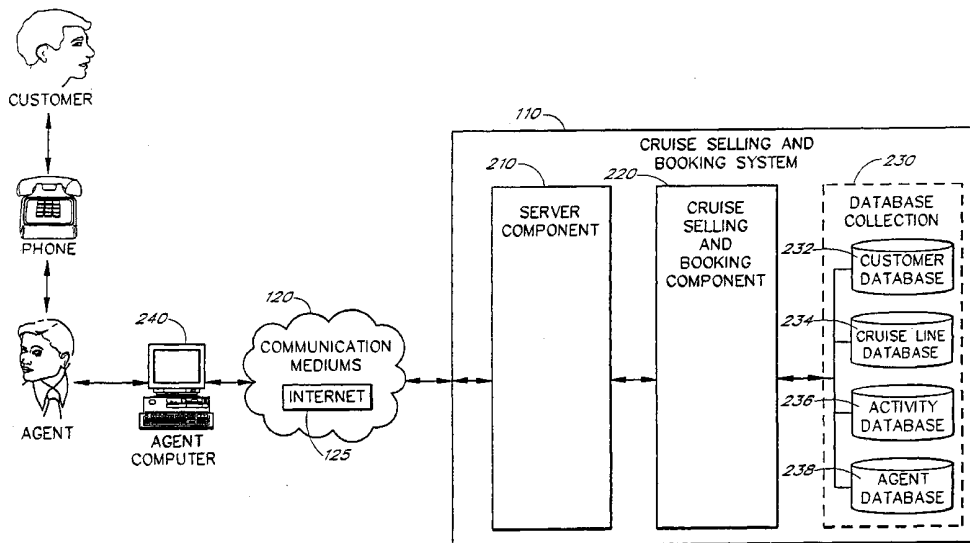 CUSTOMER
PHONE
AGENT
240
AGENT
COMPUTER
120
COMMUNICATION
MEDIUMS
INTERNET
125
110
CRUISE SELLING AND
BOOKING SYSTEM
210
SERVER
COMPONENT
220
CRUISE
SELLING
AND
BOOKING
COMPONENT
230
DATABASE
COLLECTION
232
CUSTOMER
DATABASE
234
CRUISE LINE
DATABASE
236
ACTIVITY
DATABASE
238
AGENT
DATABASE